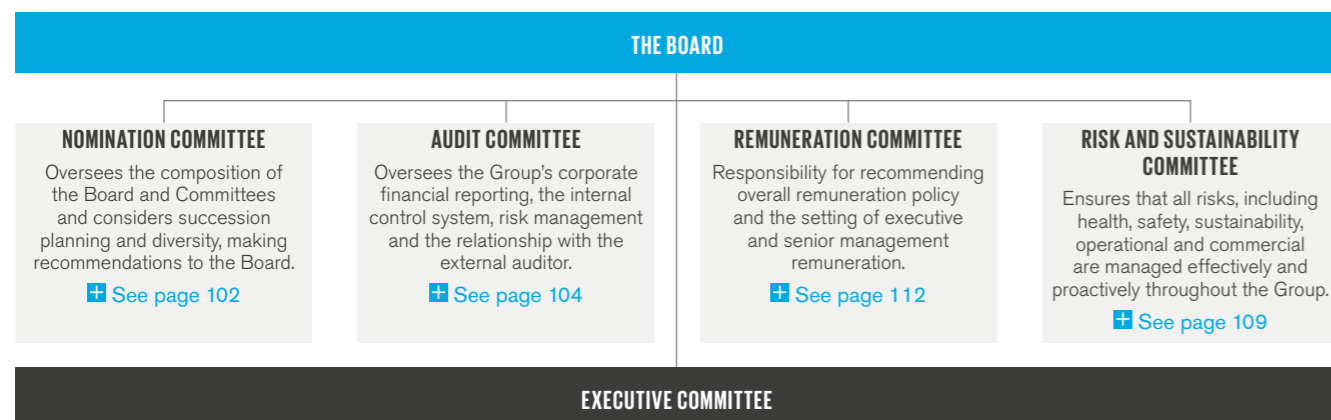 THE BOARD
NOMINATION COMMITTEE
Oversees the composition of
the Board and Committees
and considers succession
planning and diversity, making
recommendations to the Board.
+ See page 102
AUDIT COMMITTEE
Oversees the Group's corporate
financial reporting, the internal
control system, risk management
and the relationship with the
external auditor.
+ See page 104
REMUNERATION COMMITTEE
Responsibility for recommending
overall remuneration policy
and the setting of executive
and senior management
remuneration.
+ See page 112
RISK AND SUSTAINABILITY
COMMITTEE
Ensures that all risks, including
health, safety, sustainability,
operational and commercial
are managed effectively and
proactively throughout the Group.
+ See page 109
EXECUTIVE COMMITTEE